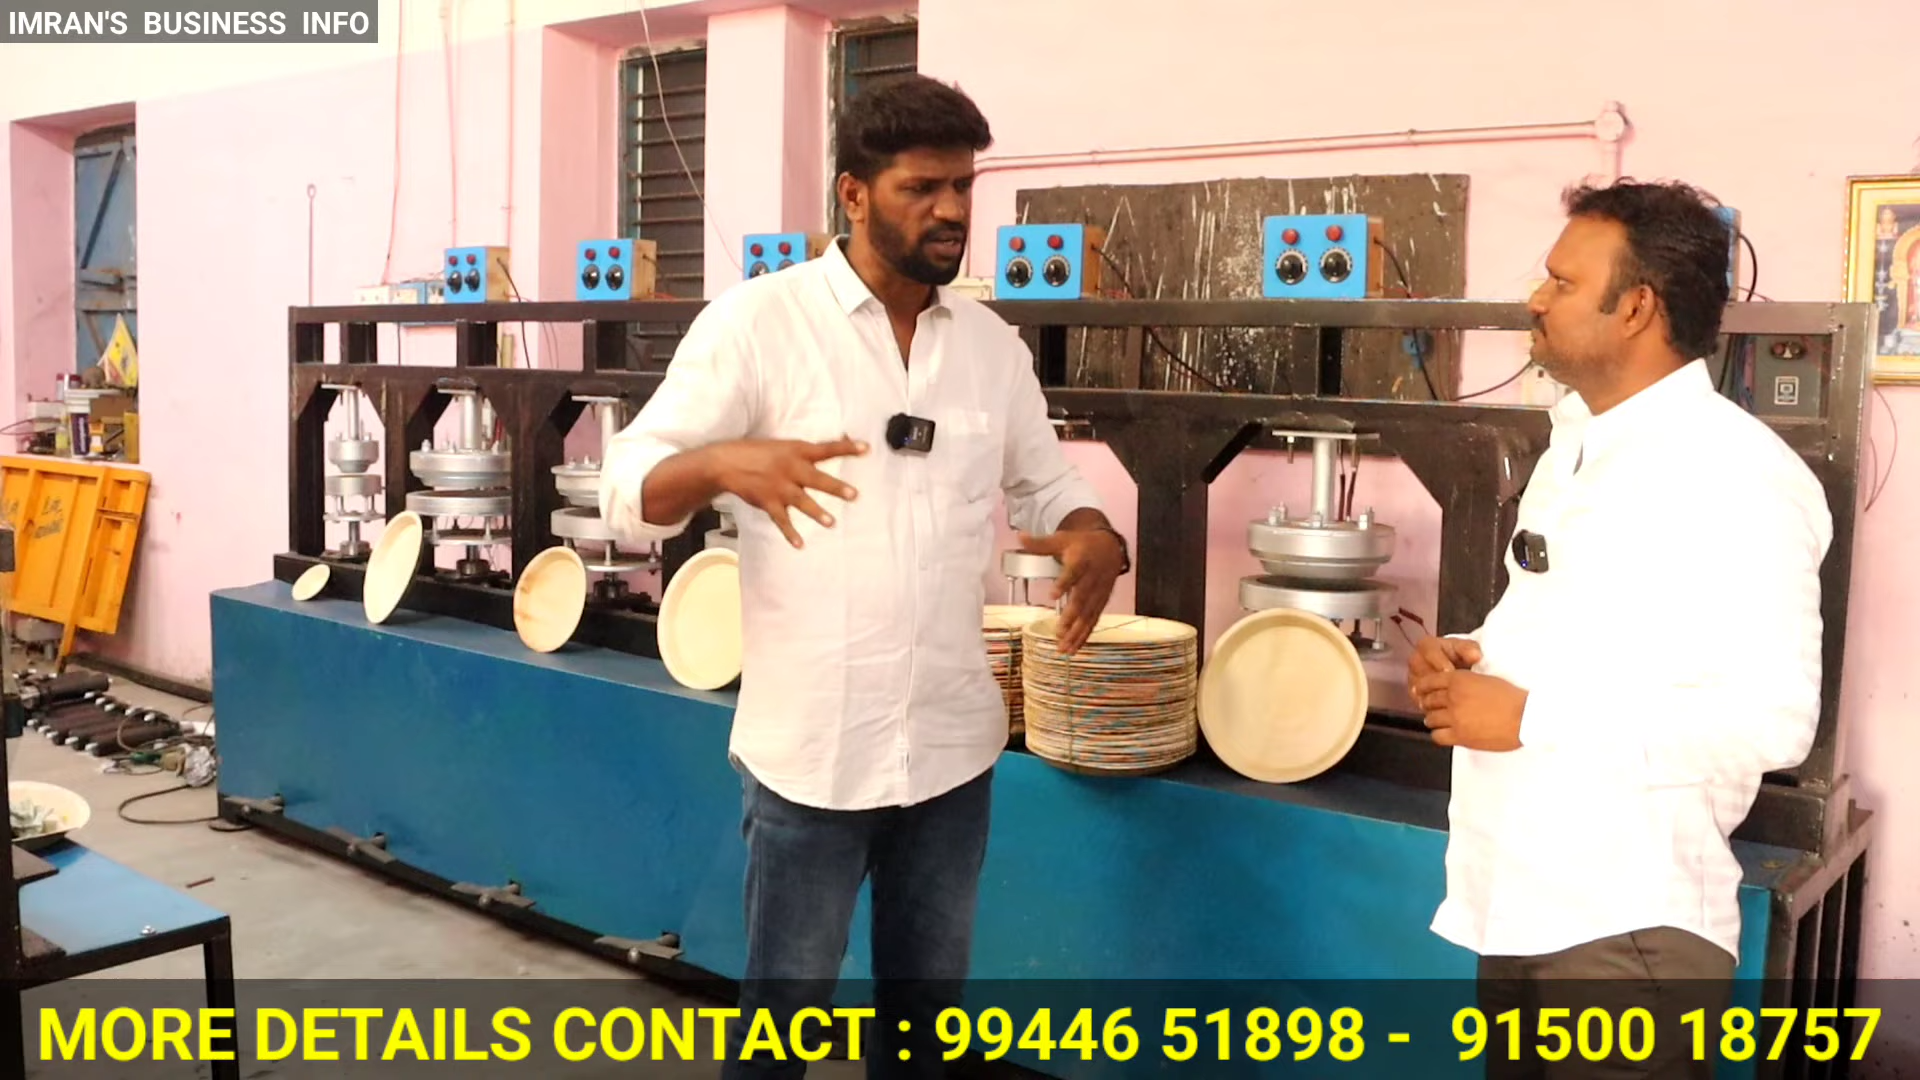 IMRAN'S BUSINESS INFO
MORE DETAILS CONTACT : 99446 51898 - 91500 18757